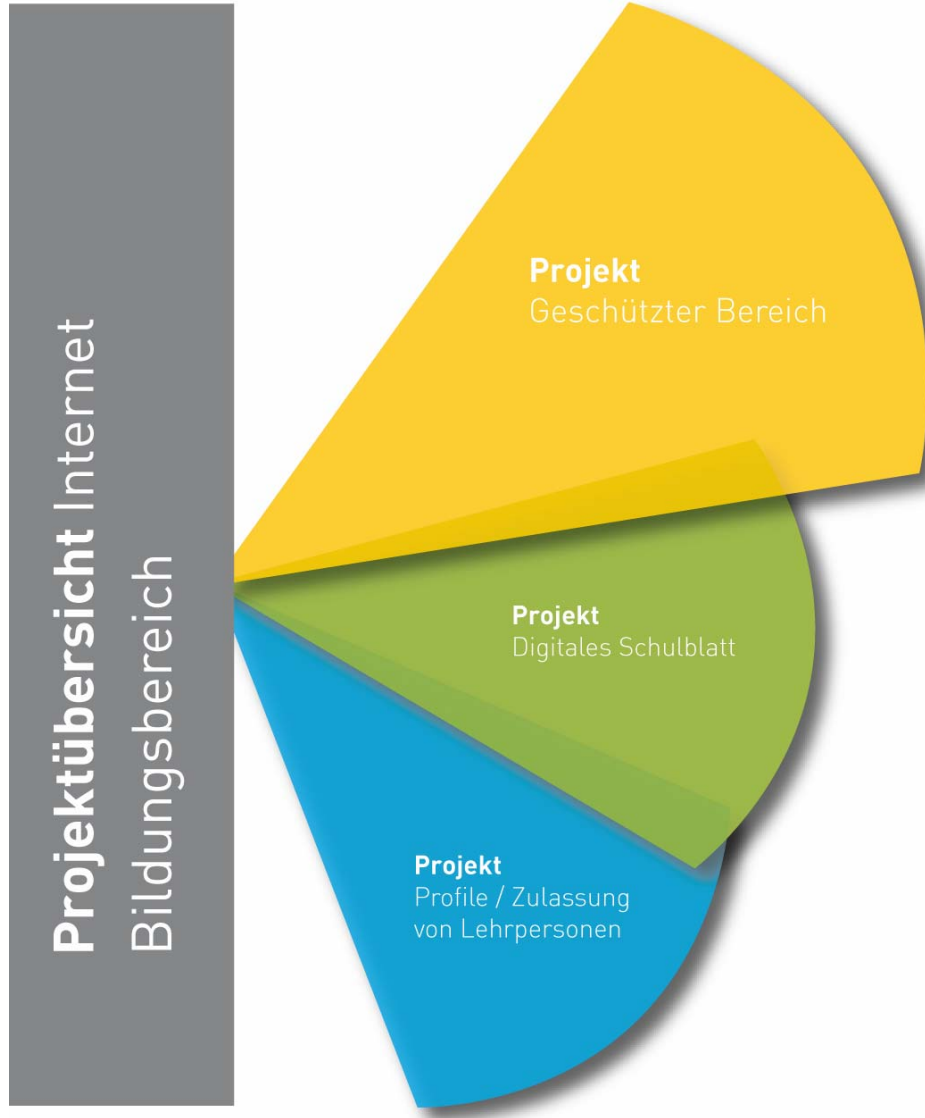 Projektübersicht Internet
Bildungsbereich
Projekt
Geschützter Bereich
Projekt
Digitales Schulblatt
Projekt
Profile / Zulassung
von Lehrpersonen